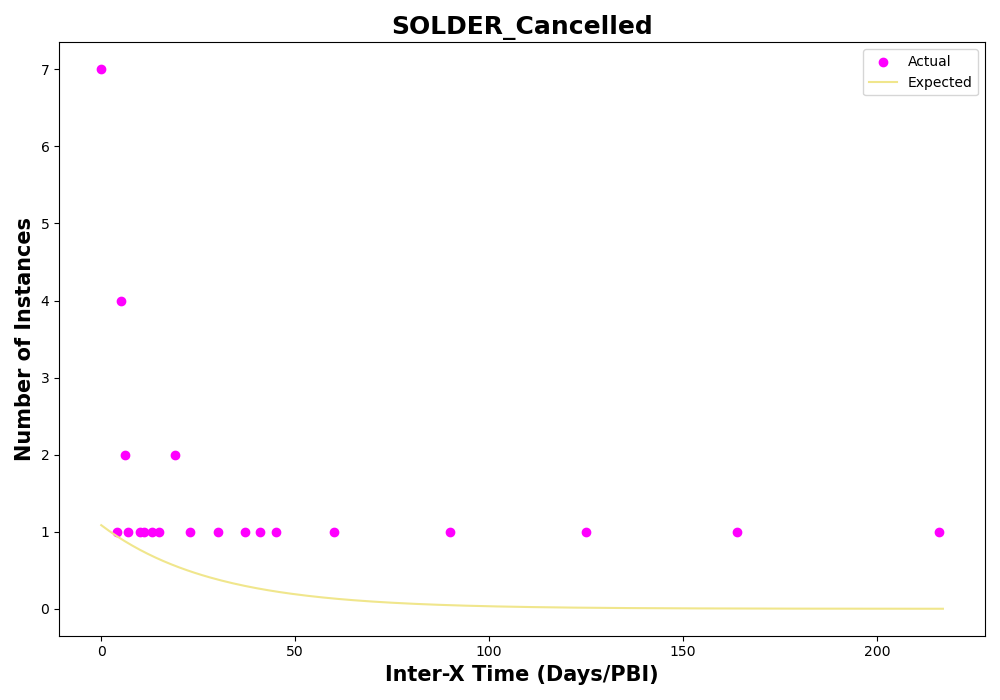 SOLDER_Cancelled
Actual
Expected
7
6
5
4
3
2
1
0
Number of Instances
0
50
100
150
200
Inter-X Time (Days/PBI)